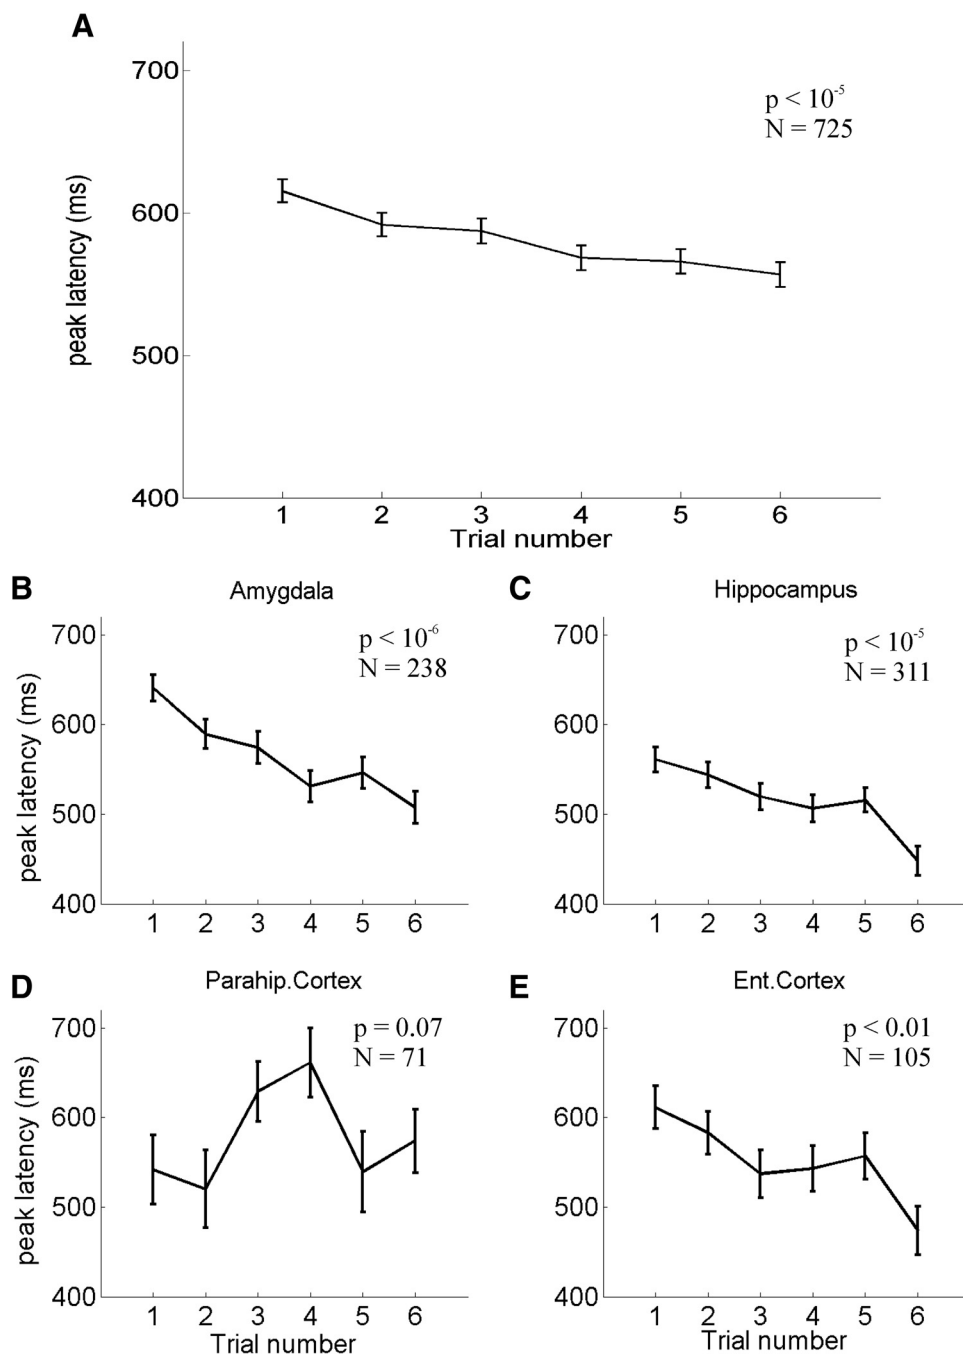 A
700
600
500
400
peak latency (ms)
p < 10⁻⁵
N = 725
1 2 3 4 5 6
Trial number
B
Amygdala
700
600
500
400
peak latency (ms)
p < 10⁻⁶
N = 238
1 2 3 4 5 6
C
Hippocampus
700
600
500
400
p < 10⁻⁵
N = 311
1 2 3 4 5 6
D
Parahip.Cortex
700
600
500
400
peak latency (ms)
p = 0.07
N = 71
1 2 3 4 5 6
Trial number
E
Ent.Cortex
700
600
500
400
p < 0.01
N = 105
1 2 3 4 5 6
Trial number